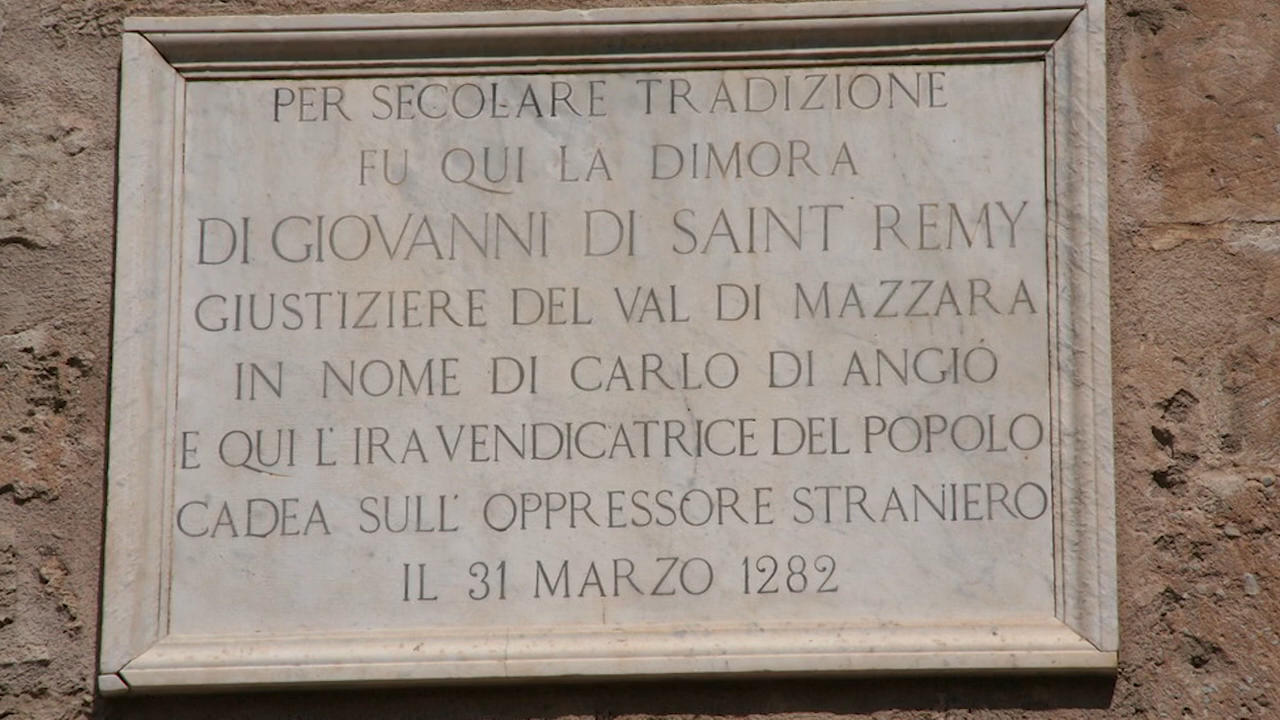 PER SECOLARE TRADIZIONE
FU QUI LA DIMORA
DI GIOVANNI DI SAINT REMY
GIUSTIZIERE DEL VAL DI MAZZARA
IN NOME DI CARLO DI ANGIÓ
E QUI L'IRA VENDICATRICE DEL POPOLO
CADEA SULL' OPPRESSORE STRANIERO
IL 31 MARZO 1282